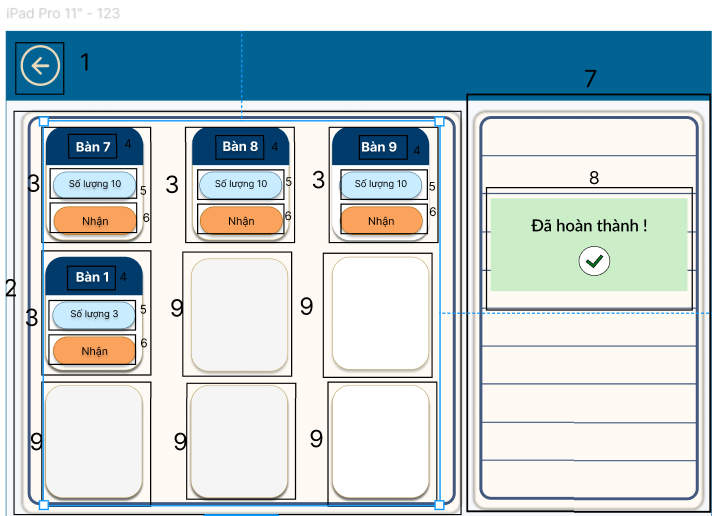 iPad Pro 11" - 123
1
7
Bàn 7
4
Bàn 8
4
Bàn 9
4
3
Số lượng 10
5
3
Số lượng 10
5
3
Số lượng 10
5
Nhận
6
Nhận
6
Nhận
6
8
Đã hoàn thành !
2
Bàn 1
4
3
Số lượng 3
5
Nhận
6
9
9
9
9
9